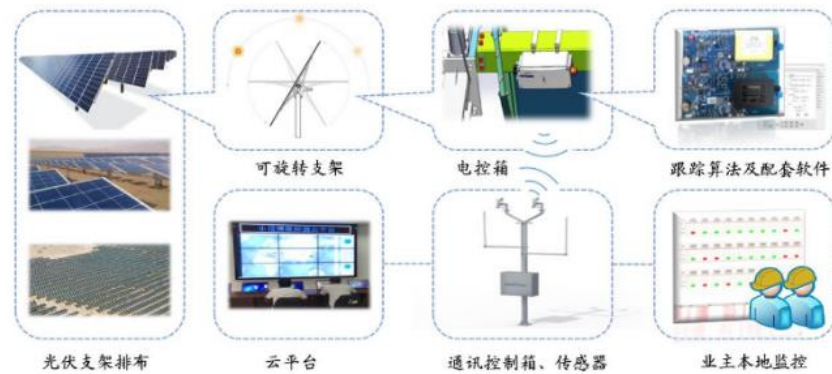 可旋转支架
电控箱
跟踪算法及配套软件
光伏支架排布
云平台
通讯控制箱、传感器
业主本地监控